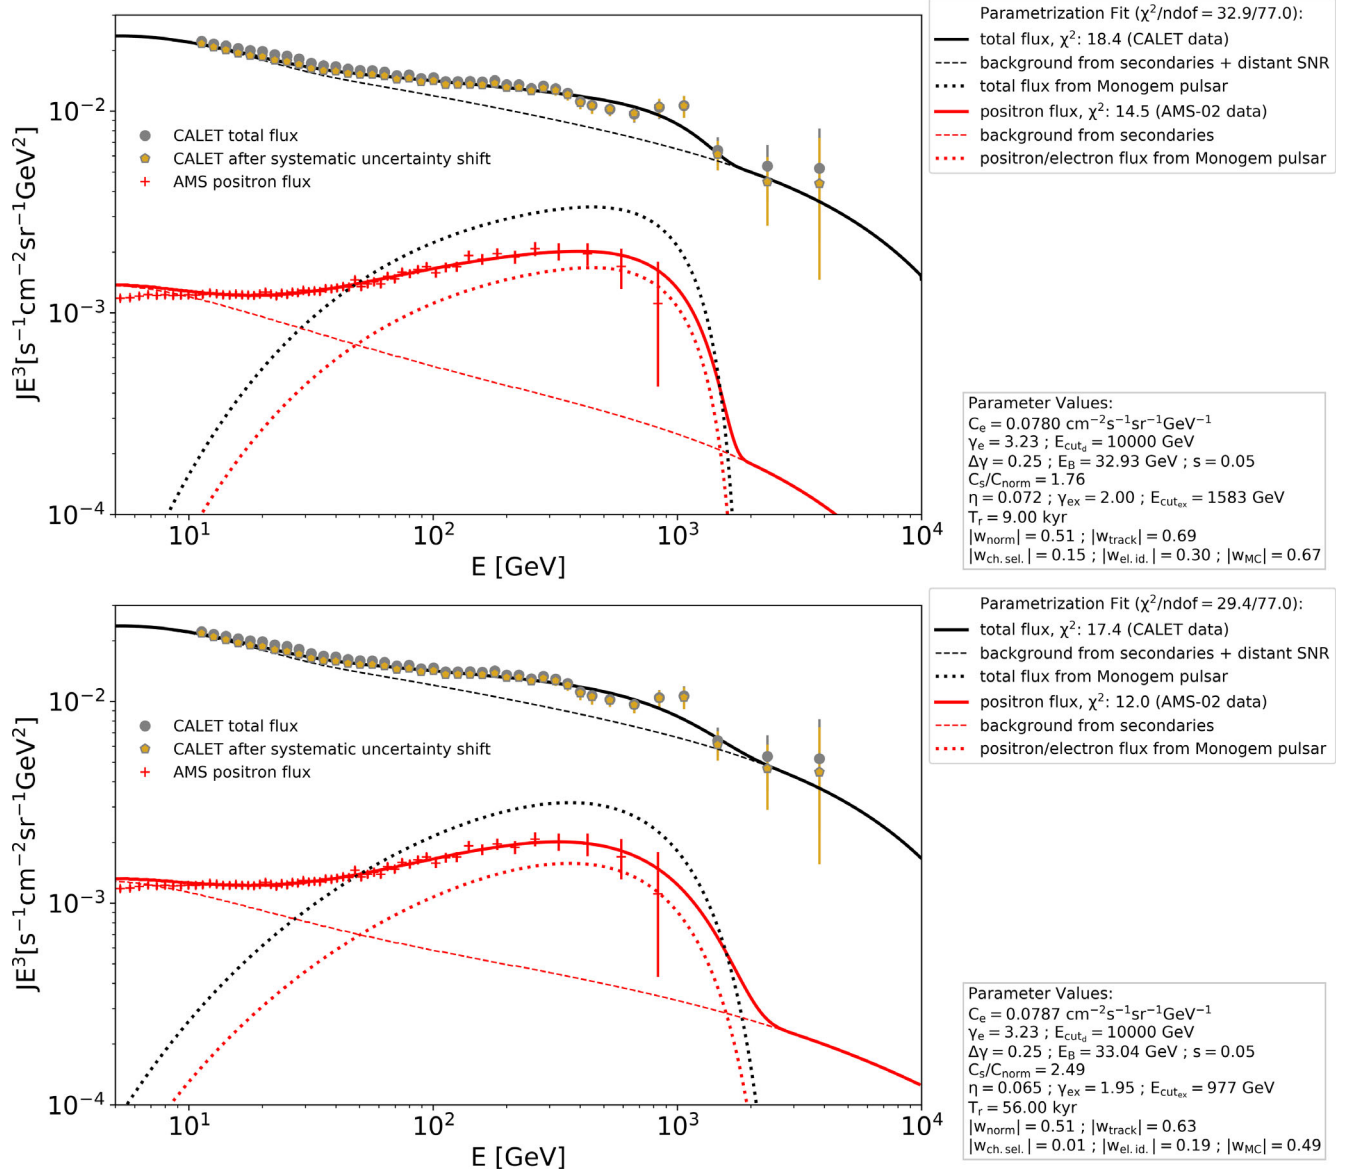 Parametrization Fit (χ²/ndof = 32.9/77.0):
total flux, χ²: 18.4 (CALET data)
background from secondaries + distant SNR
total flux from Monogem pulsar
positron flux, χ²: 14.5 (AMS-02 data)
background from secondaries
positron/electron flux from Monogem pulsar
CALET total flux
CALET after systematic uncertainty shift
AMS positron flux
JE³[s⁻¹cm⁻²sr⁻¹GeV²]
10⁻²
10⁻³
10⁻⁴
10¹ 10² 10³ 10⁴
E [GeV]
Parameter Values:
Cₑ = 0.0780 cm⁻²s⁻¹sr⁻¹GeV⁻¹
γₑ = 3.23 ; E_cut_d = 10000 GeV
Δγ = 0.25 ; E_B = 32.93 GeV ; s = 0.05
C_s/C_norm = 1.76
η = 0.072 ; γ_ex = 2.00 ; E_cut_ex = 1583 GeV
T_r = 9.00 kyr
|w_norm| = 0.51 ; |w_track| = 0.69
|w_ch. sel.| = 0.15 ; |w_el. id.| = 0.30 ; |w_MC| = 0.67
Parametrization Fit (χ²/ndof = 29.4/77.0):
total flux, χ²: 17.4 (CALET data)
background from secondaries + distant SNR
total flux from Monogem pulsar
positron flux, χ²: 12.0 (AMS-02 data)
background from secondaries
positron/electron flux from Monogem pulsar
CALET total flux
CALET after systematic uncertainty shift
AMS positron flux
JE³[s⁻¹cm⁻²sr⁻¹GeV²]
10⁻²
10⁻³
10⁻⁴
10¹ 10² 10³ 10⁴
E [GeV]
Parameter Values:
Cₑ = 0.0787 cm⁻²s⁻¹sr⁻¹GeV⁻¹
γₑ = 3.23 ; E_cut_d = 10000 GeV
Δγ = 0.25 ; E_B = 33.04 GeV ; s = 0.05
C_s/C_norm = 2.49
η = 0.065 ; γ_ex = 1.95 ; E_cut_ex = 977 GeV
T_r = 56.00 kyr
|w_norm| = 0.51 ; |w_track| = 0.63
|w_ch. sel.| = 0.01 ; |w_el. id.| = 0.19 ; |w_MC| = 0.49